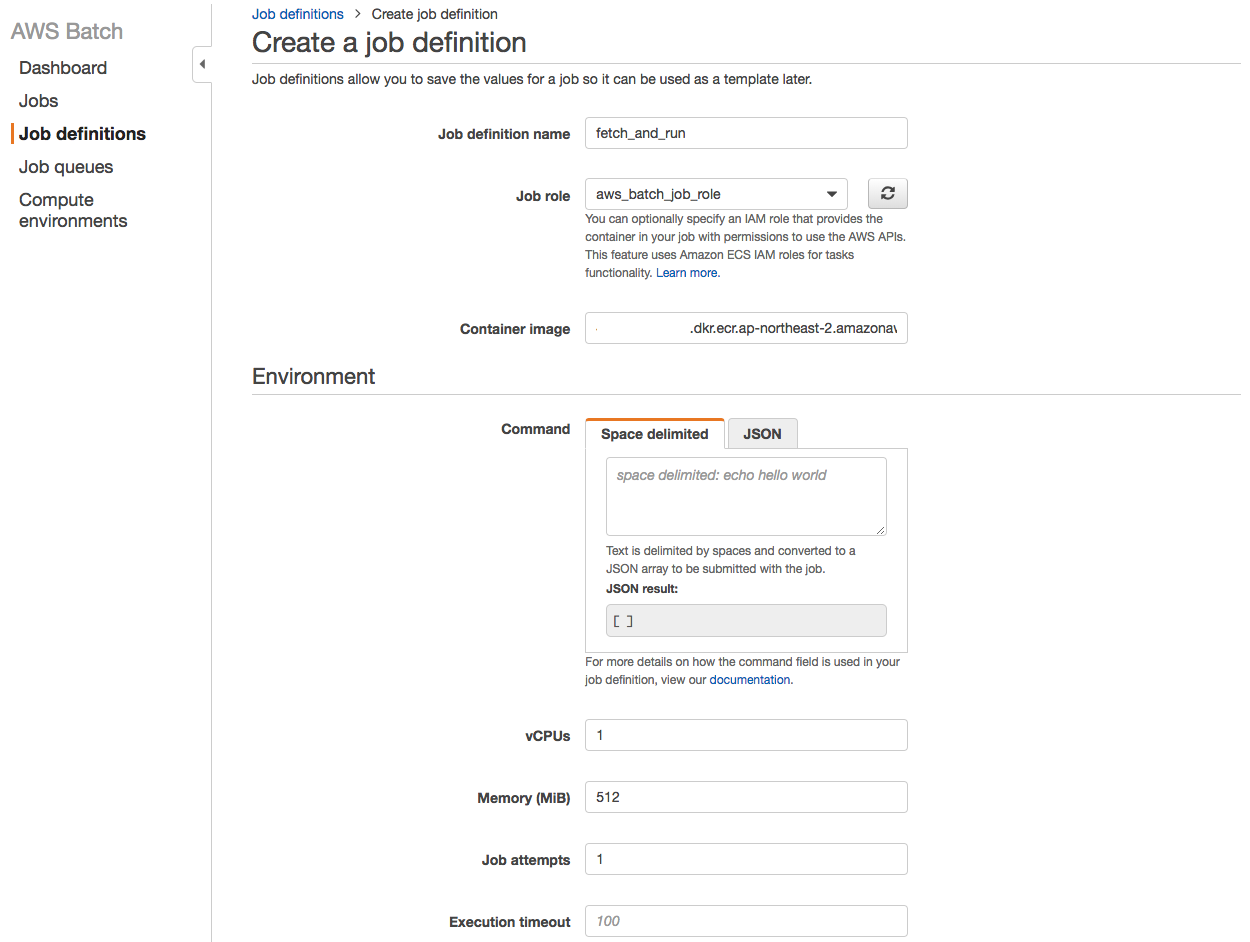 AWS Batch
Dashboard
Jobs
Job definitions
Job queues
Compute
environments
Job definitions > Create job definition
Create a job definition
Job definitions allow you to save the values for a job so it can be used as a template later.
Job definition name fetch_and_run
Job role aws_batch_job_role
You can optionally specify an IAM role that provides the
container in your job with permissions to use the AWS APIs.
This feature uses Amazon ECS IAM roles for tasks
functionality. Learn more.
Container image .dkr.ecr.ap-northeast-2.amazonav
Environment
Command Space delimited JSON
space delimited: echo hello world
Text is delimited by spaces and converted to a
JSON array to be submitted with the job.
JSON result:
[ ]
For more details on how the command field is used in your
job definition, view our documentation.
vCPUs 1
Memory (MiB) 512
Job attempts 1
Execution timeout 100